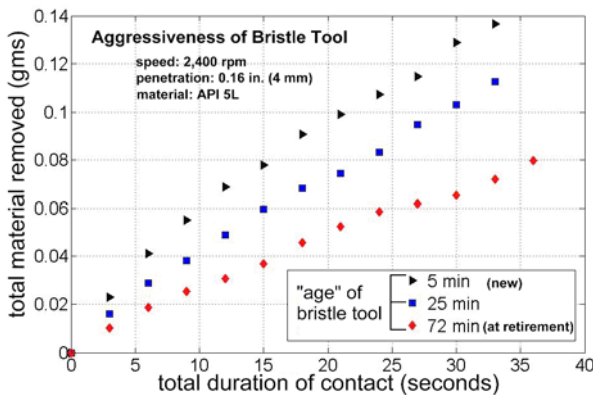 Aggressiveness of Bristle Tool
speed: 2,400 rpm
penetration: 0.16 in. (4 mm)
material: API 5L
total material removed (gms)
0.14
0.12
0.1
0.08
0.06
0.04
0.02
0
0 5 10 15 20 25 30 35 40
total duration of contact (seconds)
"age" of
bristle tool
5 min (new)
25 min
72 min (at retirement)